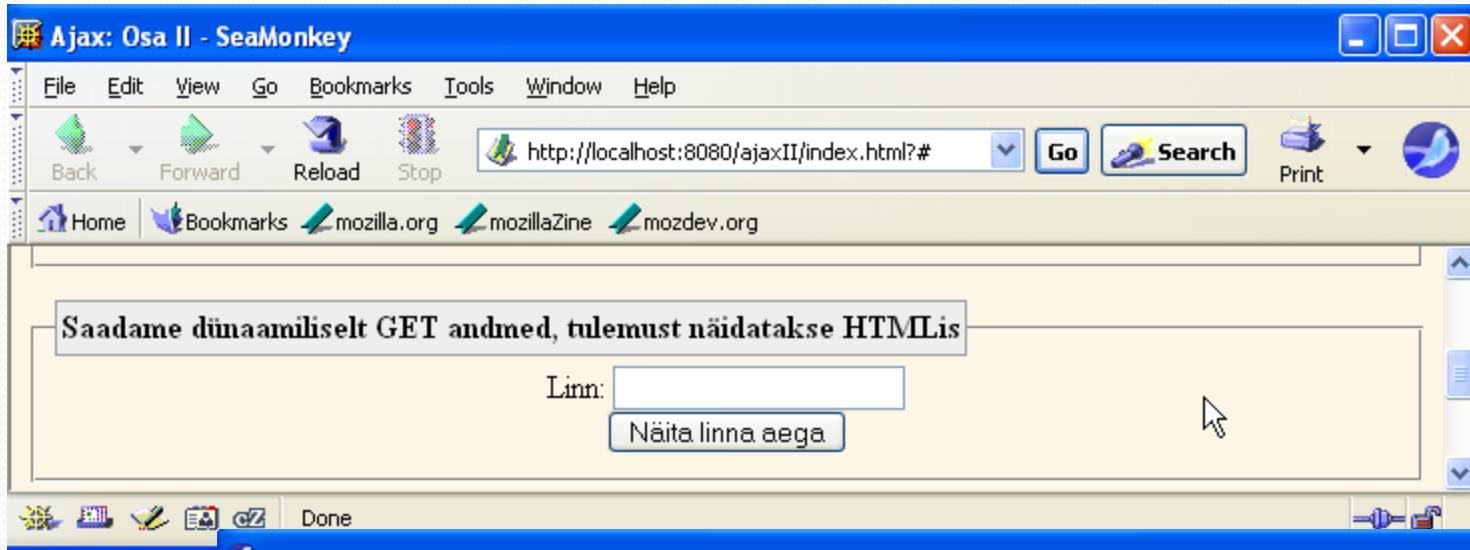 Ajax: Osa II - SeaMonkey
File Edit View Go Bookmarks Tools Window Help
Back Forward Reload Stop http://localhost:8080/ajaxII/index.html?# Go Search Print
Home Bookmarks mozilla.org mozillaZine mozdev.org
Saadame dünaamiliselt GET andmed, tulemust näidatakse HTMLis
Linn:
Näita linna aega
cZ Done